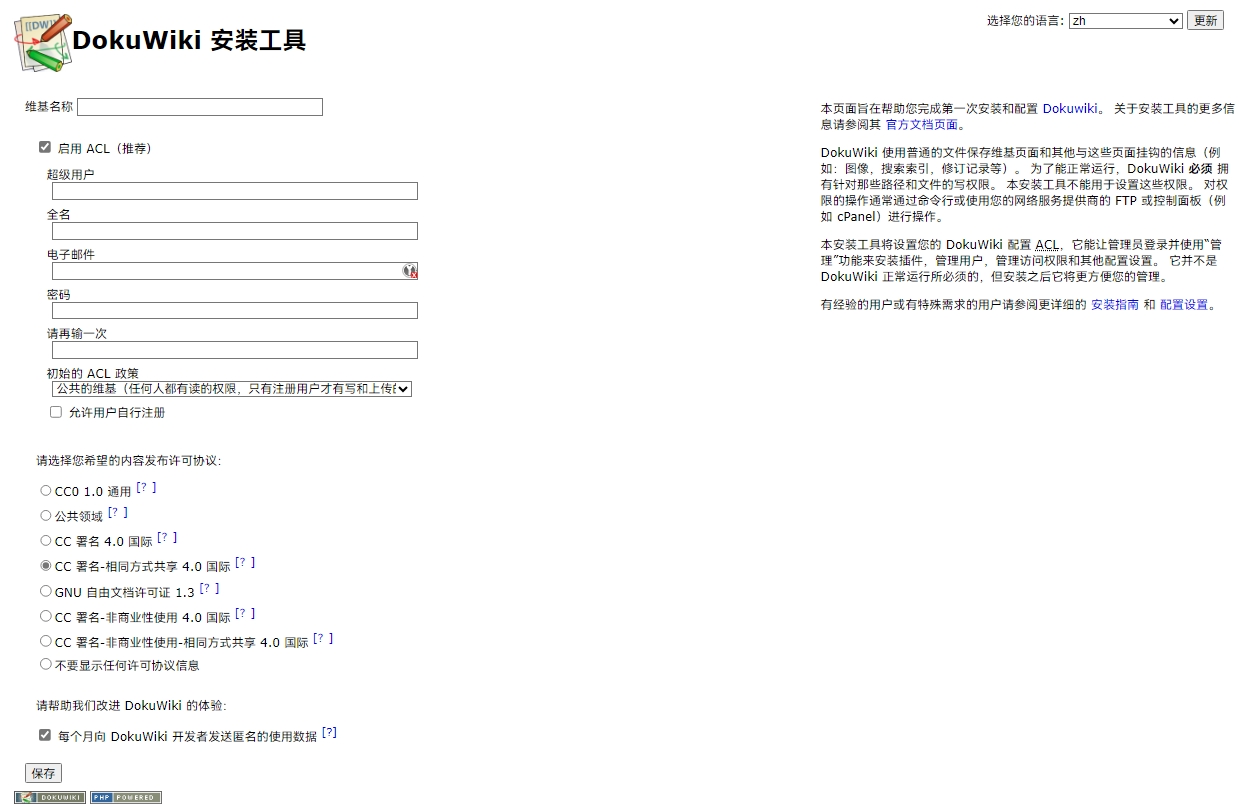 DokuWiki 安装工具
选择您的语言： zh 更新
维基名称
启用 ACL（推荐）
超级用户
全名
电子邮件
密码
请再输一次
初始的 ACL 政策
公共的维基（任何人都有读的权限，只有注册用户才有写和上传的
允许用户自行注册
请选择您希望的内容发布许可协议：
CC0 1.0 通用 [? ]
公共领域 [? ]
CC 署名 4.0 国际 [? ]
CC 署名-相同方式共享 4.0 国际 [? ]
GNU 自由文档许可证 1.3 [? ]
CC 署名-非商业性使用 4.0 国际 [? ]
CC 署名-非商业性使用-相同方式共享 4.0 国际 [? ]
不要显示任何许可协议信息
请帮助我们改进 DokuWiki 的体验：
每个月向 DokuWiki 开发者发送匿名的使用数据 [?]
保存
DOKUWIKI PHP POWERED
本页面旨在帮助您完成第一次安装和配置 Dokuwiki。 关于安装工具的更多信
息请参阅其 官方文档页面。
DokuWiki 使用普通的文件保存维基页面和其他与这些页面挂钩的信息（例
如：图像，搜索索引，修订记录等）。 为了能正常运行，DokuWiki 必须 拥
有针对那些路径和文件的写权限。 本安装工具不能用于设置这些权限。 对权
限的操作通常通过命令行或使用您的网络服务提供商的 FTP 或控制面板（例
如 cPanel）进行操作。
本安装工具将设置您的 DokuWiki 配置 ACL，它能让管理员登录并使用“管
理”功能来安装插件，管理用户，管理访问权限和其他配置设置。 它并不是
DokuWiki 正常运行所必须的，但安装之后它将更方便您的管理。
有经验的用户或有特殊需求的用户请参阅更详细的 安装指南 和 配置设置。